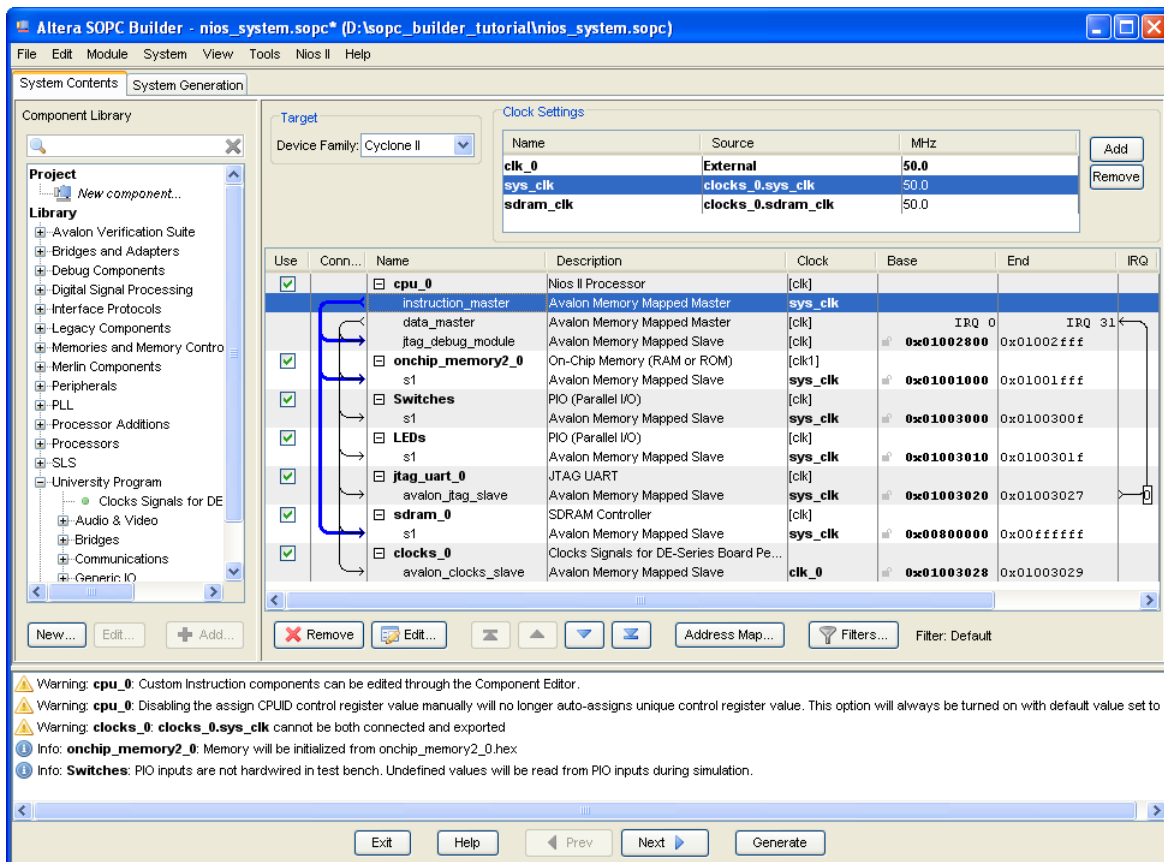 Altera SOPC Builder - nios_system.sopc* (D:\sopc_builder_tutorial\nios_system.sopc)
File Edit Module System View Tools Nios II Help
System Contents System Generation
Component Library
Project
New component...
Library
Avalon Verification Suite
Bridges and Adapters
Debug Components
Digital Signal Processing
Interface Protocols
Legacy Components
Memories and Memory Contro
Merlin Components
Peripherals
PLL
Processor Additions
Processors
SLS
University Program
Clocks Signals for DE
Audio & Video
Bridges
Communications
Generic IO
New... Edit... Add...
Target
Device Family: Cyclone II
Clock Settings
Name Source MHz
clk_0 External 50.0
sys_clk clocks_0.sys_clk 50.0
sdram_clk clocks_0.sdram_clk 50.0
Add
Remove
Use Conn... Name Description Clock Base End IRQ
cpu_0 Nios II Processor [clk]
instruction_master Avalon Memory Mapped Master sys_clk
data_master Avalon Memory Mapped Master [clk] IRQ 0 IRQ 31
jtag_debug_module Avalon Memory Mapped Slave [clk] 0x01002800 0x01002fff
onchip_memory2_0 On-Chip Memory (RAM or ROM) [clk1]
s1 Avalon Memory Mapped Slave sys_clk 0x01001000 0x01001fff
Switches PIO (Parallel I/O) [clk]
s1 Avalon Memory Mapped Slave sys_clk 0x01003000 0x0100300f
LEDs PIO (Parallel I/O) [clk]
s1 Avalon Memory Mapped Slave sys_clk 0x01003010 0x0100301f
jtag_uart_0 JTAG UART [clk]
avalon_jtag_slave Avalon Memory Mapped Slave sys_clk 0x01003020 0x01003027 0
sdram_0 SDRAM Controller [clk]
s1 Avalon Memory Mapped Slave sys_clk 0x00800000 0x00ffffff
clocks_0 Clocks Signals for DE-Series Board Pe...
avalon_clocks_slave Avalon Memory Mapped Slave clk_0 0x01003028 0x01003029
Remove Edit... Address Map... Filters... Filter: Default
Warning: cpu_0: Custom Instruction components can be edited through the Component Editor.
Warning: cpu_0: Disabling the assign CPUID control register value manually will no longer auto-assigns unique control register value. This option will always be turned on with default value set to
Warning: clocks_0: clocks_0.sys_clk cannot be both connected and exported
Info: onchip_memory2_0: Memory will be initialized from onchip_memory2_0.hex
Info: Switches: PIO inputs are not hardwired in test bench. Undefined values will be read from PIO inputs during simulation.
Exit Help Prev Next Generate